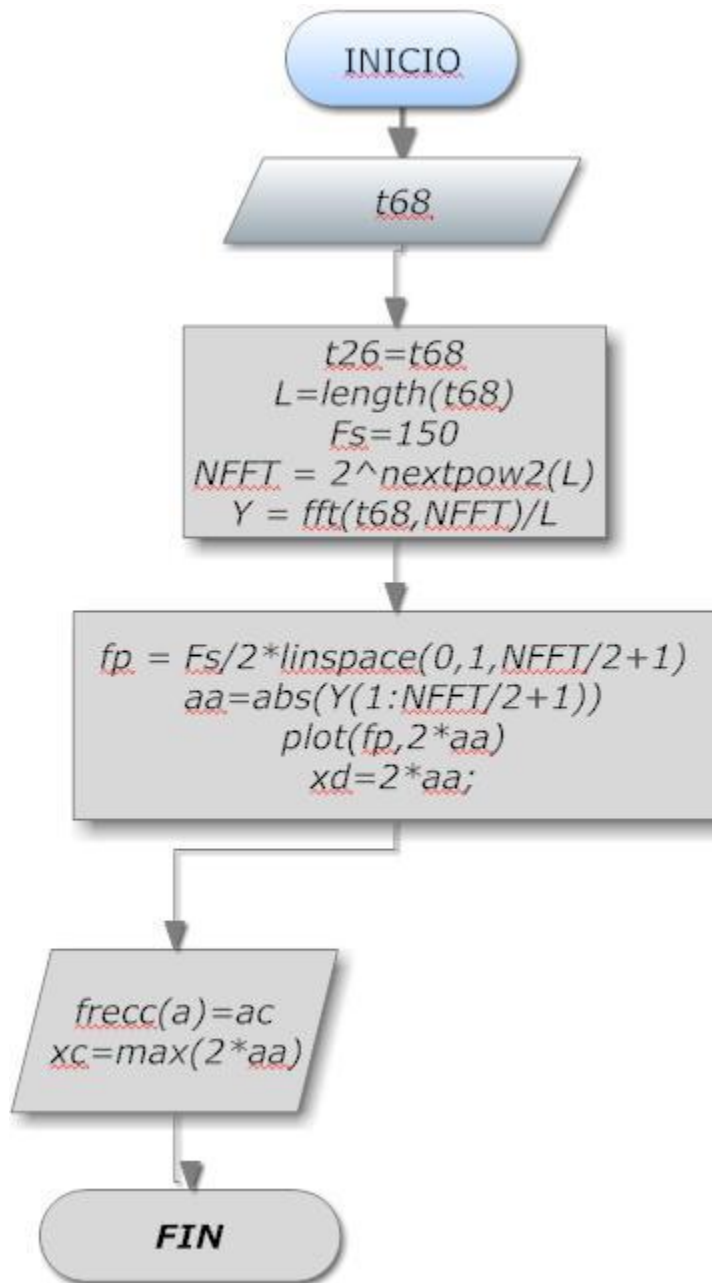 INICIO
t68
t26=t68
L=length(t68)
Fs=150
NFFT = 2^nextpow2(L)
Y = fft(t68,NFFT)/L
fp = Fs/2*linspace(0,1,NFFT/2+1)
aa=abs(Y(1:NFFT/2+1))
plot(fp,2*aa)
xd=2*aa;
frecc(a)=ac
xc=max(2*aa)
FIN